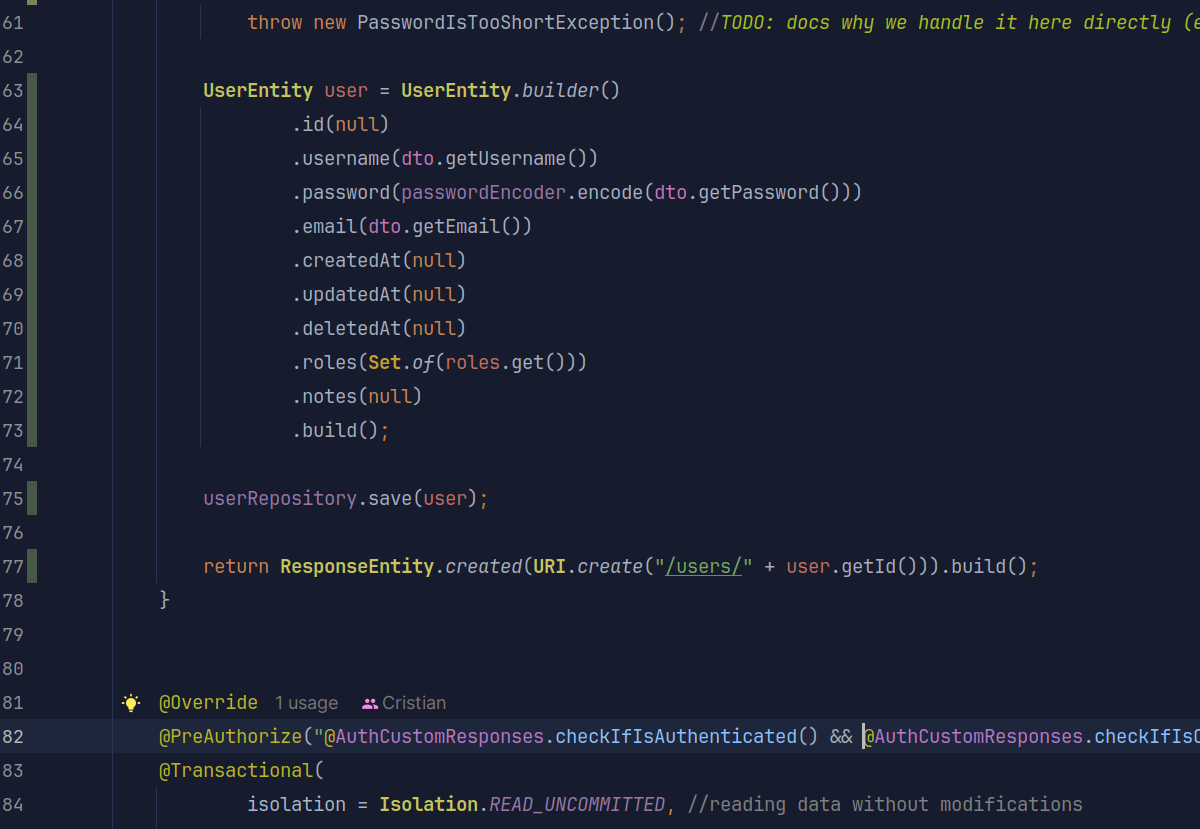 61 throw new PasswordIsTooShortException(); //TODO: docs why we handle it here directly (
62
63 UserEntity user = UserEntity.builder()
64 .id(null)
65 .username(dto.getUsername())
66 .password(passwordEncoder.encode(dto.getPassword()))
67 .email(dto.getEmail())
68 .createdAt(null)
69 .updatedAt(null)
70 .deletedAt(null)
71 .roles(Set.of(roles.get()))
72 .notes(null)
73 .build();
74
75 userRepository.save(user);
76
77 return ResponseEntity.created(URI.create("/users/" + user.getId())).build();
78 }
79
80
81 @Override 1 usage Cristian
82 @PreAuthorize("@AuthCustomResponses.checkIfIsAuthenticated() && @AuthCustomResponses.checkIfIs
83 @Transactional(
84 isolation = Isolation.READ_UNCOMMITTED, //reading data without modifications